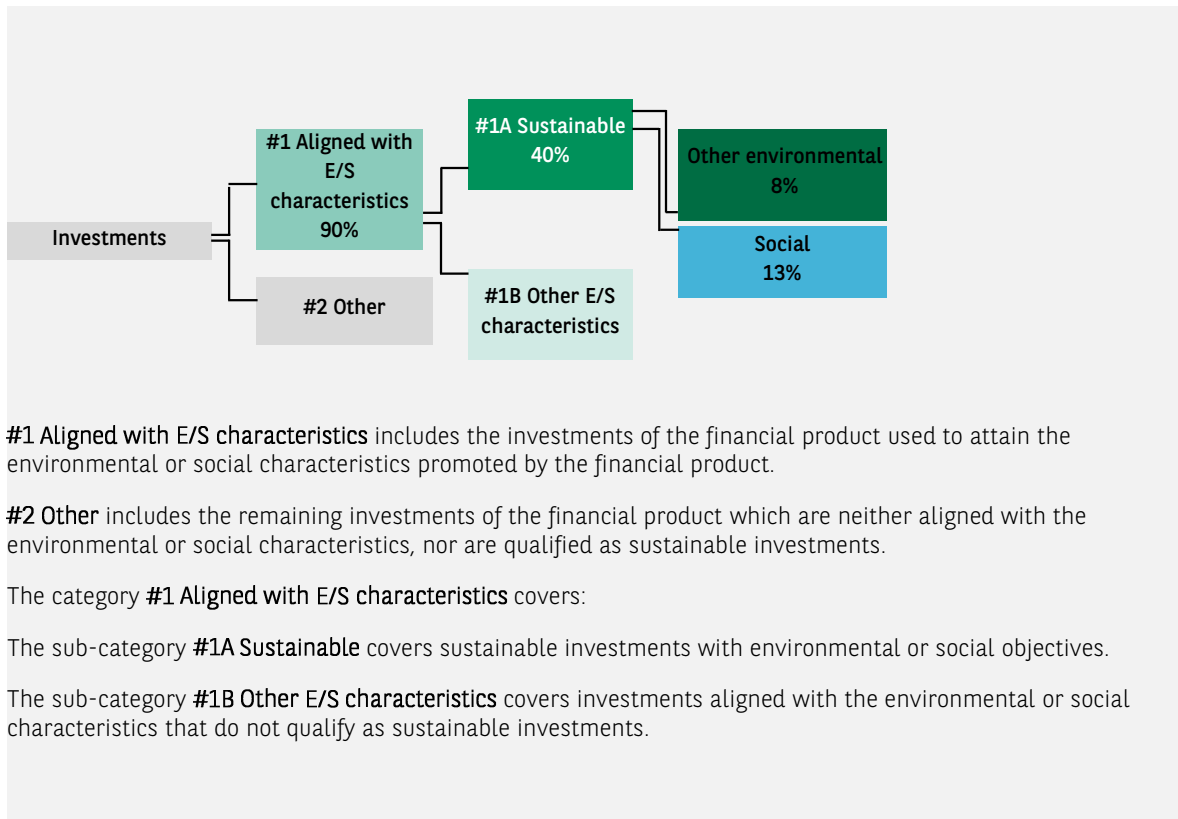 #1A Sustainable
40%
#1 Aligned with
E/S
characteristics
90%
Other environmental
8%
Investments
Social
13%
#2 Other
#1B Other E/S
characteristics
#1 Aligned with E/S characteristics includes the investments of the financial product used to attain the
environmental or social characteristics promoted by the financial product.
#2 Other includes the remaining investments of the financial product which are neither aligned with the
environmental or social characteristics, nor are qualified as sustainable investments.
The category #1 Aligned with E/S characteristics covers:
The sub-category #1A Sustainable covers sustainable investments with environmental or social objectives.
The sub-category #1B Other E/S characteristics covers investments aligned with the environmental or social
characteristics that do not qualify as sustainable investments.